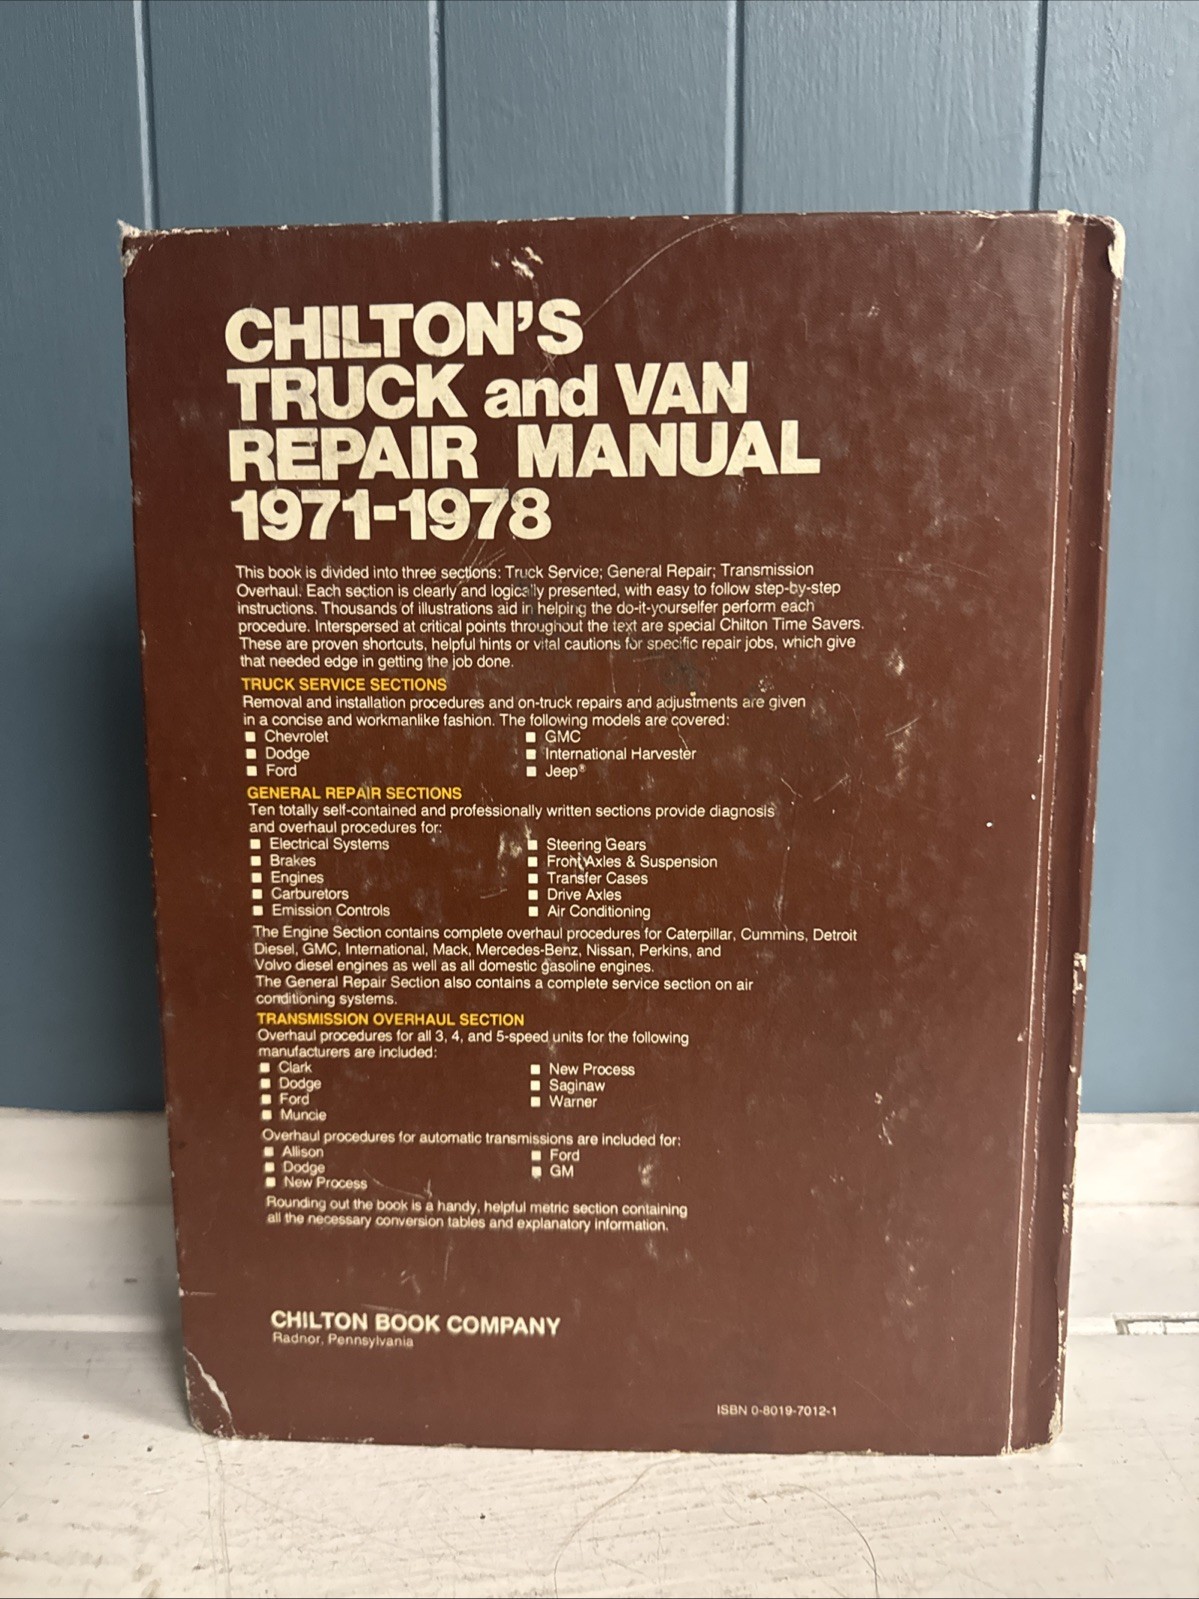 CHILTON'S
TRUCK and VAN
REPAIR MANUAL
1971-1978
This book is divided into three sections: Truck Service; General Repair; Transmission
Overhaul. Each section is clearly and logically presented, with easy to follow step-by-step
instructions. Thousands of illustrations aid in helping the do-it-yourselfer perform each
procedure. Interspersed at critical points throughout the text are special Chilton Time Savers.
These are proven shortcuts, helpful hints or vital cautions for specific repair jobs, which give
that needed edge in getting the job done.
TRUCK SERVICE SECTIONS
Removal and installation procedures and on-truck repairs and adjustments are given
in a concise and workmanlike fashion. The following models are covered:
■ Chevrolet ■ GMC
■ Dodge ■ International Harvester
■ Ford ■ Jeep®
GENERAL REPAIR SECTIONS
Ten totally self-contained and professionally written sections provide diagnosis
and overhaul procedures for:
■ Electrical Systems ■ Steering Gears
■ Brakes ■ Front Axles & Suspension
■ Engines ■ Transfer Cases
■ Carburetors ■ Drive Axles
■ Emission Controls ■ Air Conditioning
The Engine Section contains complete overhaul procedures for Caterpillar, Cummins, Detroit
Diesel, GMC, International, Mack, Mercedes-Benz, Nissan, Perkins, and
Volvo diesel engines as well as all domestic gasoline engines.
The General Repair Section also contains a complete service section on air
conditioning systems.
TRANSMISSION OVERHAUL SECTION
Overhaul procedures for all 3, 4, and 5-speed units for the following
manufacturers are included:
■ Clark ■ New Process
■ Dodge ■ Saginaw
■ Ford ■ Warner
■ Muncie
Overhaul procedures for automatic transmissions are included for:
■ Allison ■ Ford
■ Dodge ■ GM
■ New Process
Rounding out the book is a handy, helpful metric section containing
all the necessary conversion tables and explanatory information.
CHILTON BOOK COMPANY
Radnor, Pennsylvania
ISBN 0-8019-7012-1